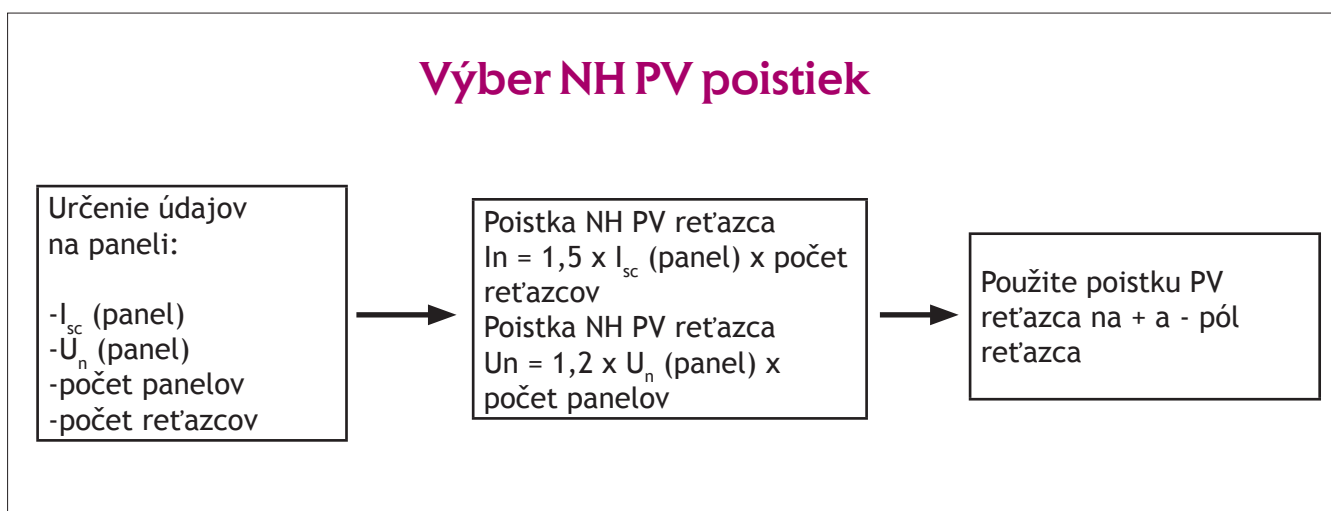 Výber NH PV poistiek
Určenie údajov
na paneli:
-Isc (panel)
-Un (panel)
-počet panelov
-počet reťazcov
Poistka NH PV reťazca
In = 1,5 x Isc (panel) x počet
reťazcov
Poistka NH PV reťazca
Un = 1,2 x Un (panel) x
počet panelov
Použite poistku PV
reťazca na + a - pól
reťazca